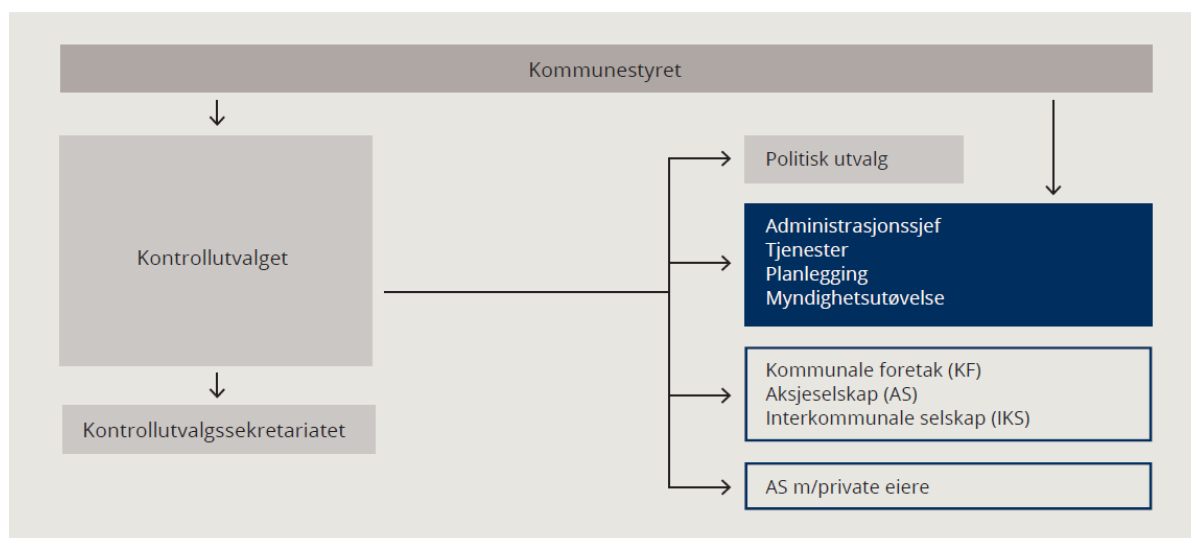 Kommunestyret
Kontrollutvalget
Kontrollutvalgssekretariatet
Politisk utvalg
Administrasjonssjef
Tjenester
Planlegging
Myndighetsutøvelse
Kommunale foretak (KF)
Aksjeselskap (AS)
Interkommunale selskap (IKS)
AS m/private eiere